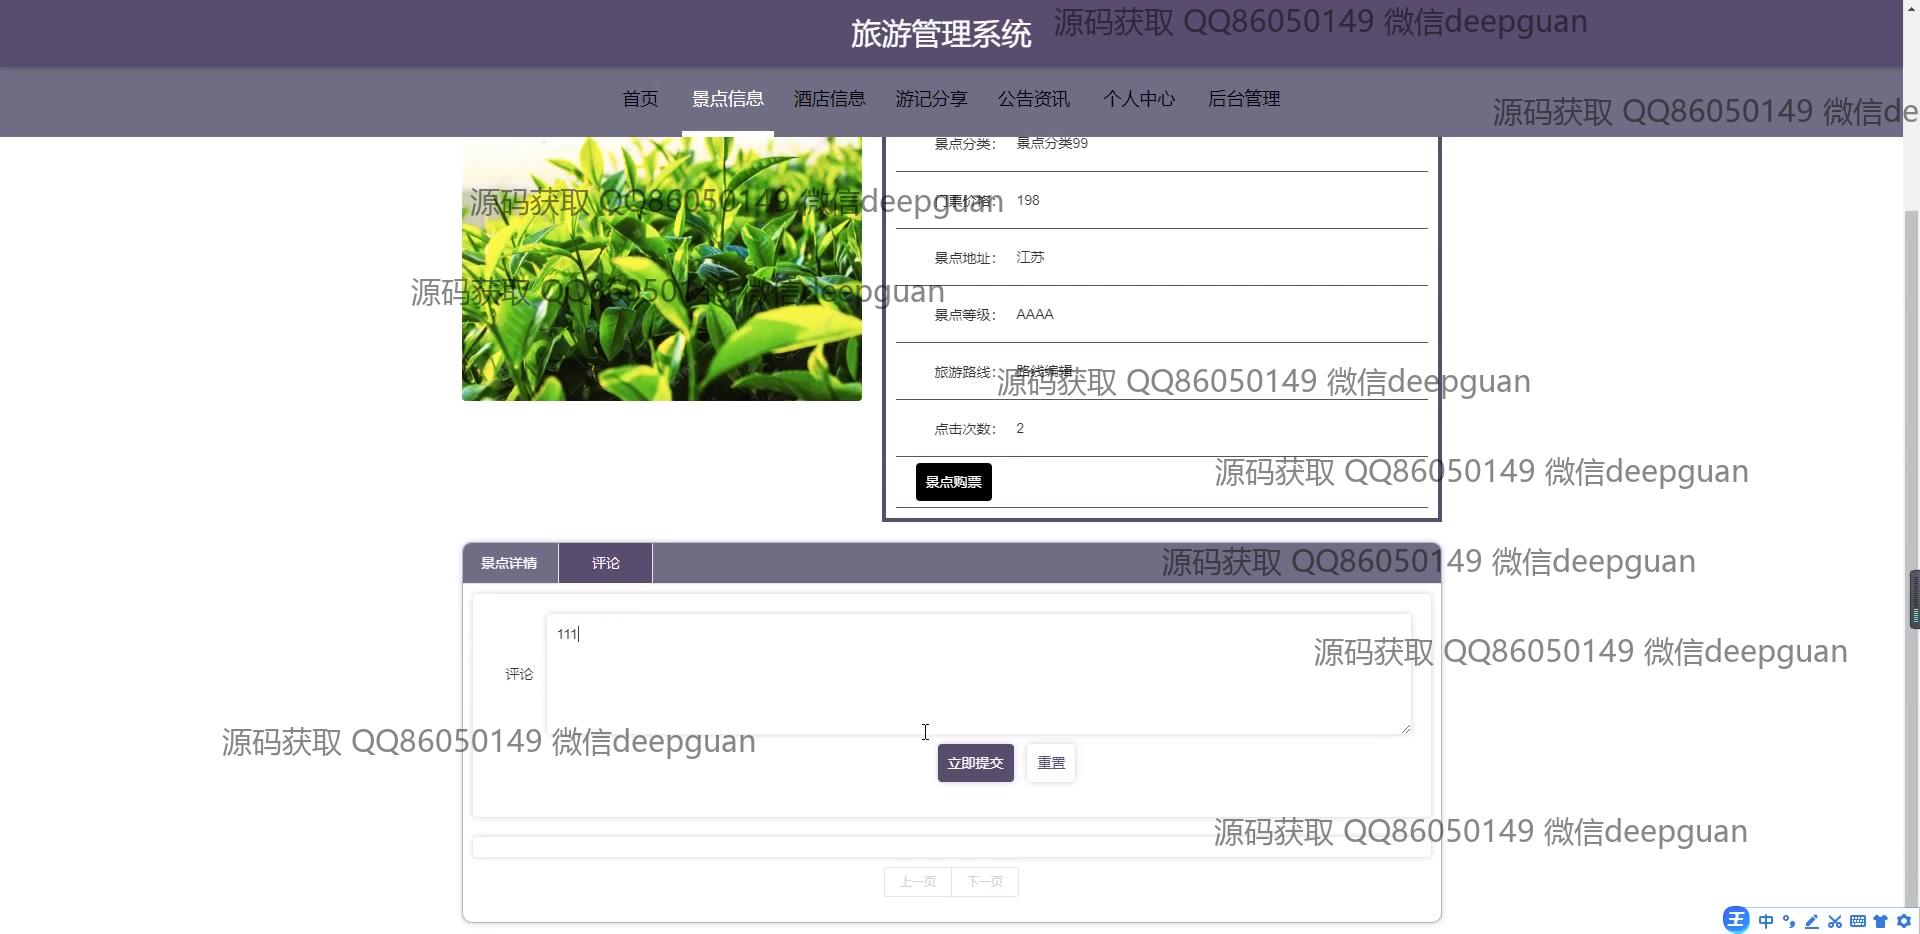 旅游管理系统
源码获取 QQ86050149 微信deepguan
首页 景点信息 酒店信息 游记分享 公告资讯 个人中心 后台管理
源码获取 QQ86050149 微信de
景点分类： 景点分类99
源码获取 QQ86050149 微信deepguan
门票价格： 198
景点地址： 江苏
源码获取 QQ86050149 微信deepguan
景点等级： AAAA
旅游路线： 路线编辑
源码获取 QQ86050149 微信deepguan
点击次数： 2
源码获取 QQ86050149 微信deepguan
景点购票
景点详情 评论
源码获取 QQ86050149 微信deepguan
111
评论
源码获取 QQ86050149 微信deepguan
源码获取 QQ86050149 微信deepguan
立即提交 重置
源码获取 QQ86050149 微信deepguan
上一页 下一页
王 中